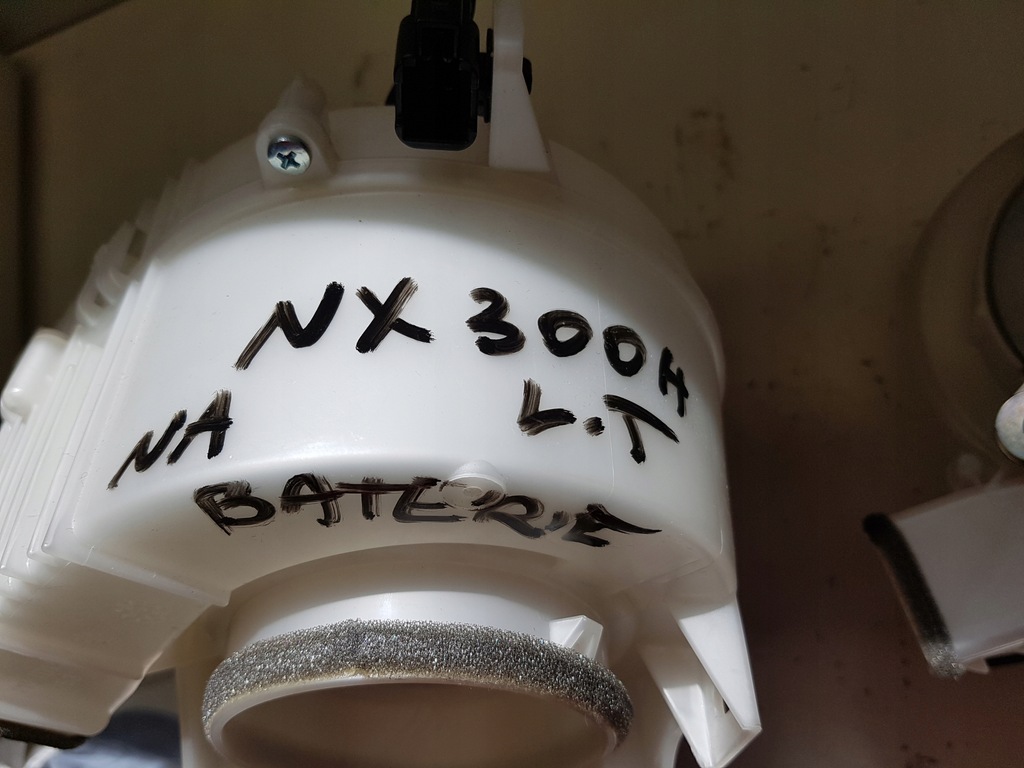 NX 300H
L.T
NA
BATERIE